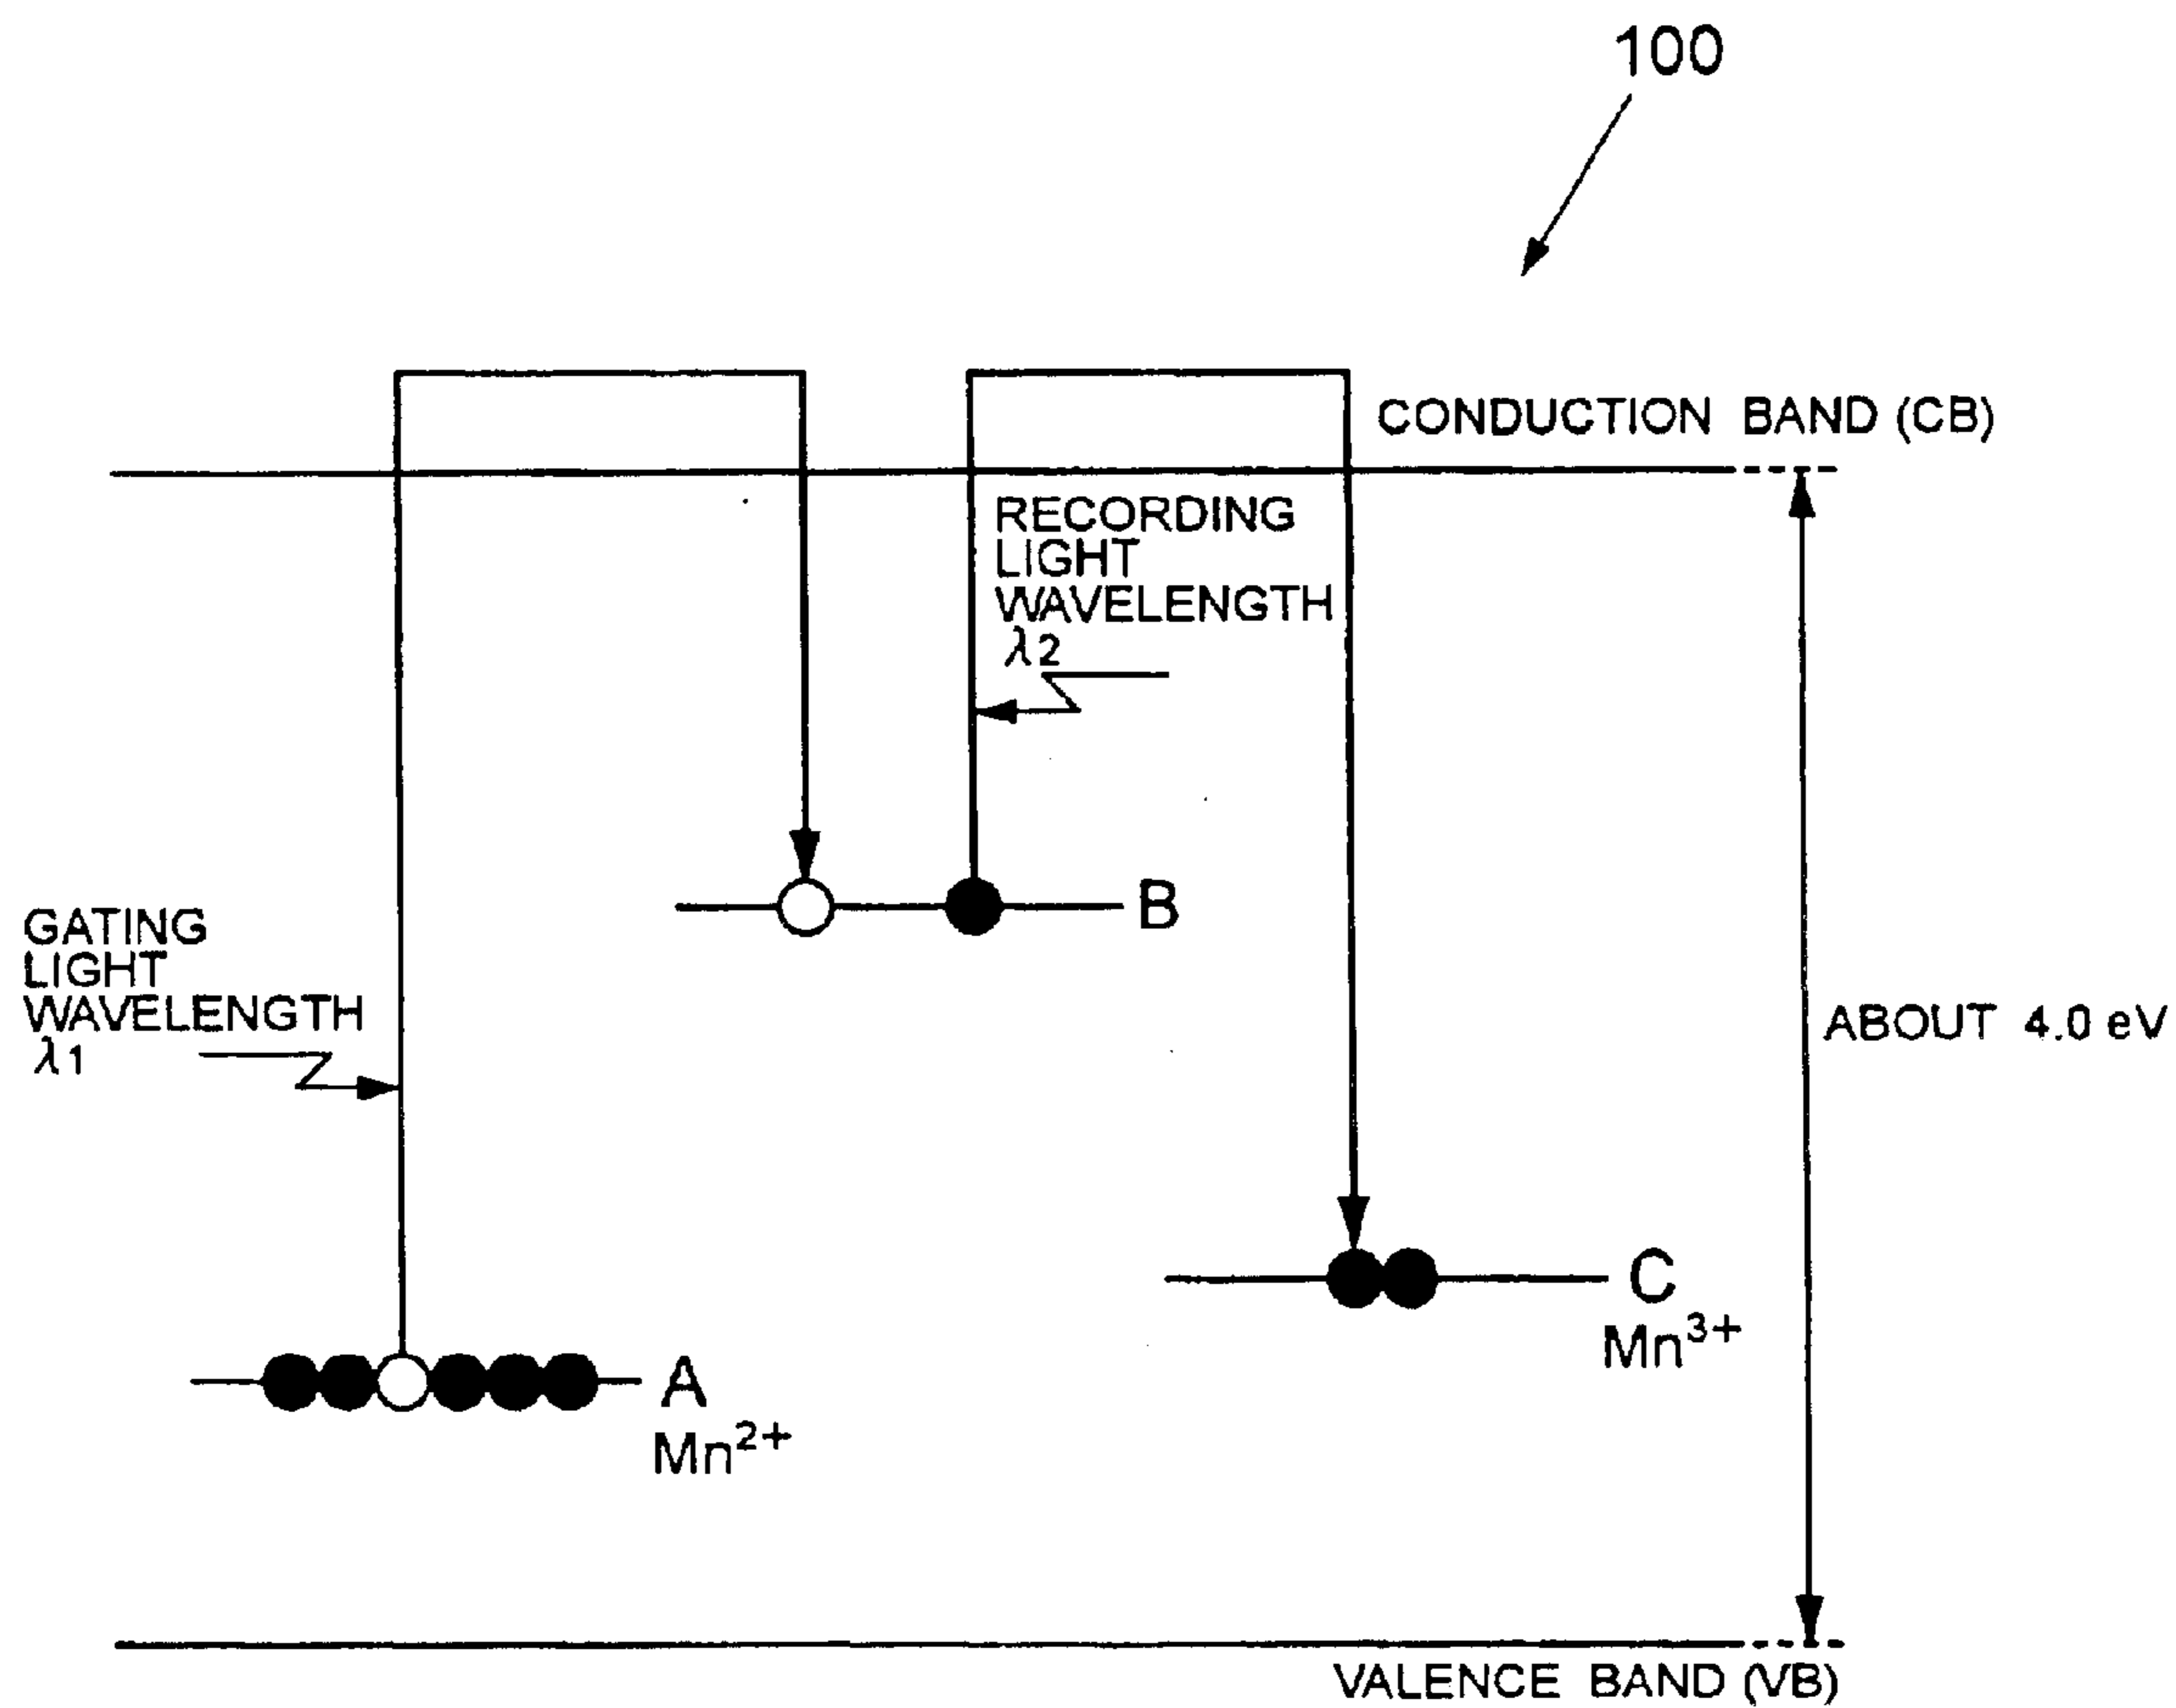 100
CONDUCTION BAND (CB)
RECORDING
LIGHT
WAVELENGTH
λ2
B
GATING
LIGHT
WAVELENGTH
λ1
ABOUT 4.0 eV
C
Mn³⁺
A
Mn²⁺
VALENCE BAND (VB)